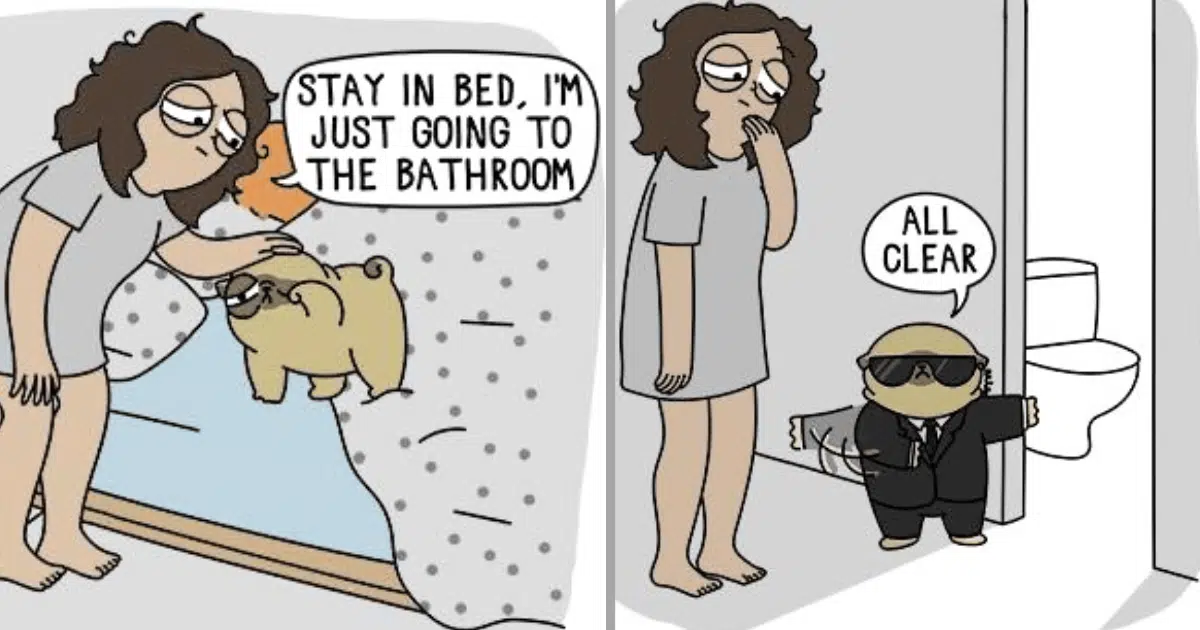 STAY IN BED, I'M
JUST GOING TO
THE BATHROOM
ALL
CLEAR